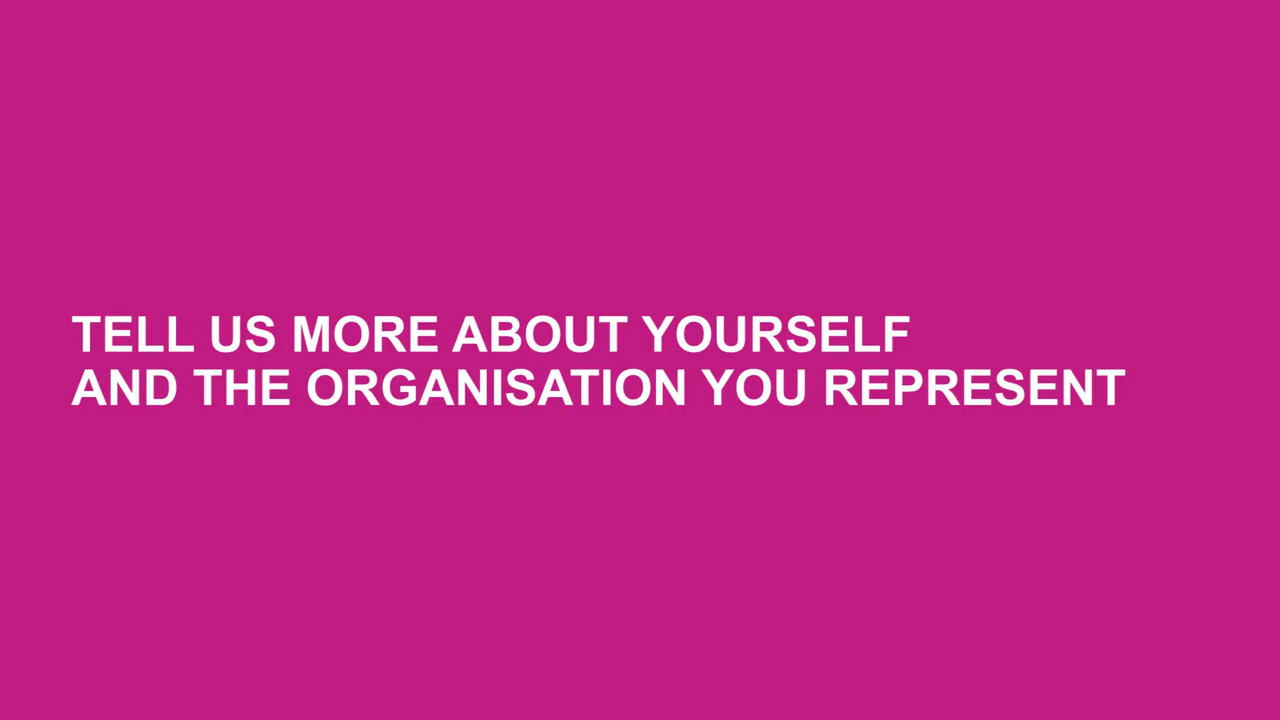 TELL US MORE ABOUT YOURSELF
AND THE ORGANISATION YOU REPRESENT